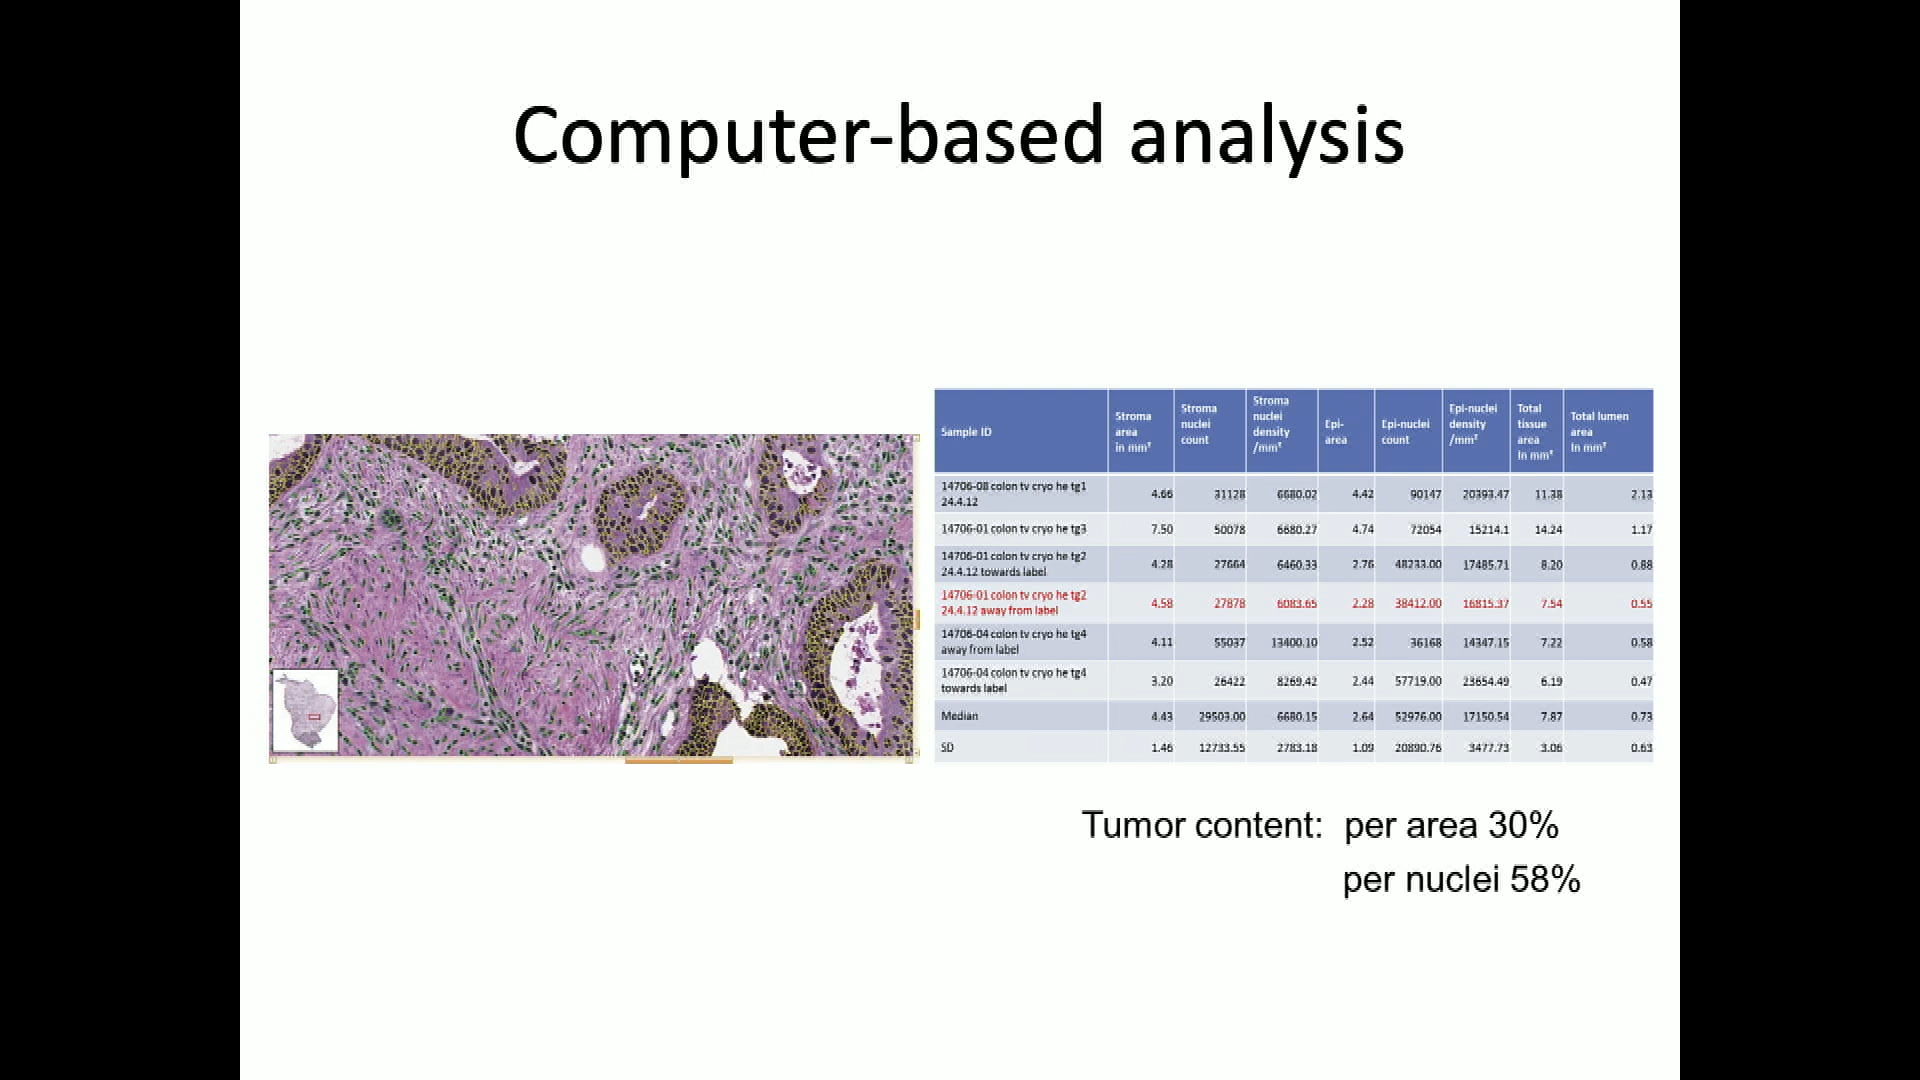 Computer-based analysis
Sample ID
Stroma
area
in mm²
Stroma
nuclei
count
Stroma
nuclei
density
/mm²
Epi-
area
Epi-nuclei
count
Epi-nuclei
density
/mm²
Total
tissue
area
In mm²
Total lumen
area
In mm²
14706-08 colon tv cryo he tg1
24.4.12
4.66 31128 6680.02 4.42 90147 20393.47 11.38 2.13
14706-01 colon tv cryo he tg3 7.50 50078 6680.27 4.74 72054 15214.1 14.24 1.17
14706-01 colon tv cryo he tg2
24.4.12 towards label
4.28 27664 6460.33 2.76 48233.00 17485.71 8.20 0.88
14706-01 colon tv cryo he tg2
24.4.12 away from label
4.58 27878 6083.65 2.28 38412.00 16815.37 7.54 0.55
14706-04 colon tv cryo he tg4
away from label
4.11 55037 13400.10 2.52 36168 14347.15 7.22 0.58
14706-04 colon tv cryo he tg4
towards label
3.20 26422 8269.42 2.44 57719.00 23654.49 6.19 0.47
Median 4.43 29503.00 6680.15 2.64 52976.00 17150.54 7.87 0.73
SD 1.46 12733.55 2783.18 1.09 20890.76 3477.73 3.06 0.63
Tumor content: per area 30%
per nuclei 58%